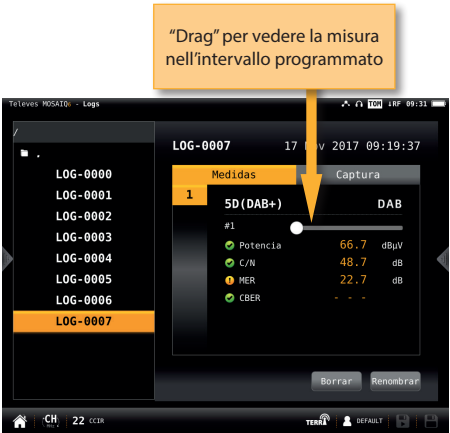 “Drag” per vedere la misura
nell’intervallo programmato
Televes MOSAIQ6 - Logs
TOM ↓RF 09:31
/
.
LOG-0000
LOG-0001
LOG-0002
LOG-0003
LOG-0004
LOG-0005
LOG-0006
LOG-0007
LOG-0007 17 2017 09:19:37
Medidas Captura
1
5D(DAB+) DAB
#1
Potencia 66.7 dBµV
C/N 48.7 dB
MER 22.7 dB
CBER - - -
Borrar Renombrar
CH 22 CCIR
TERR DEFAULT